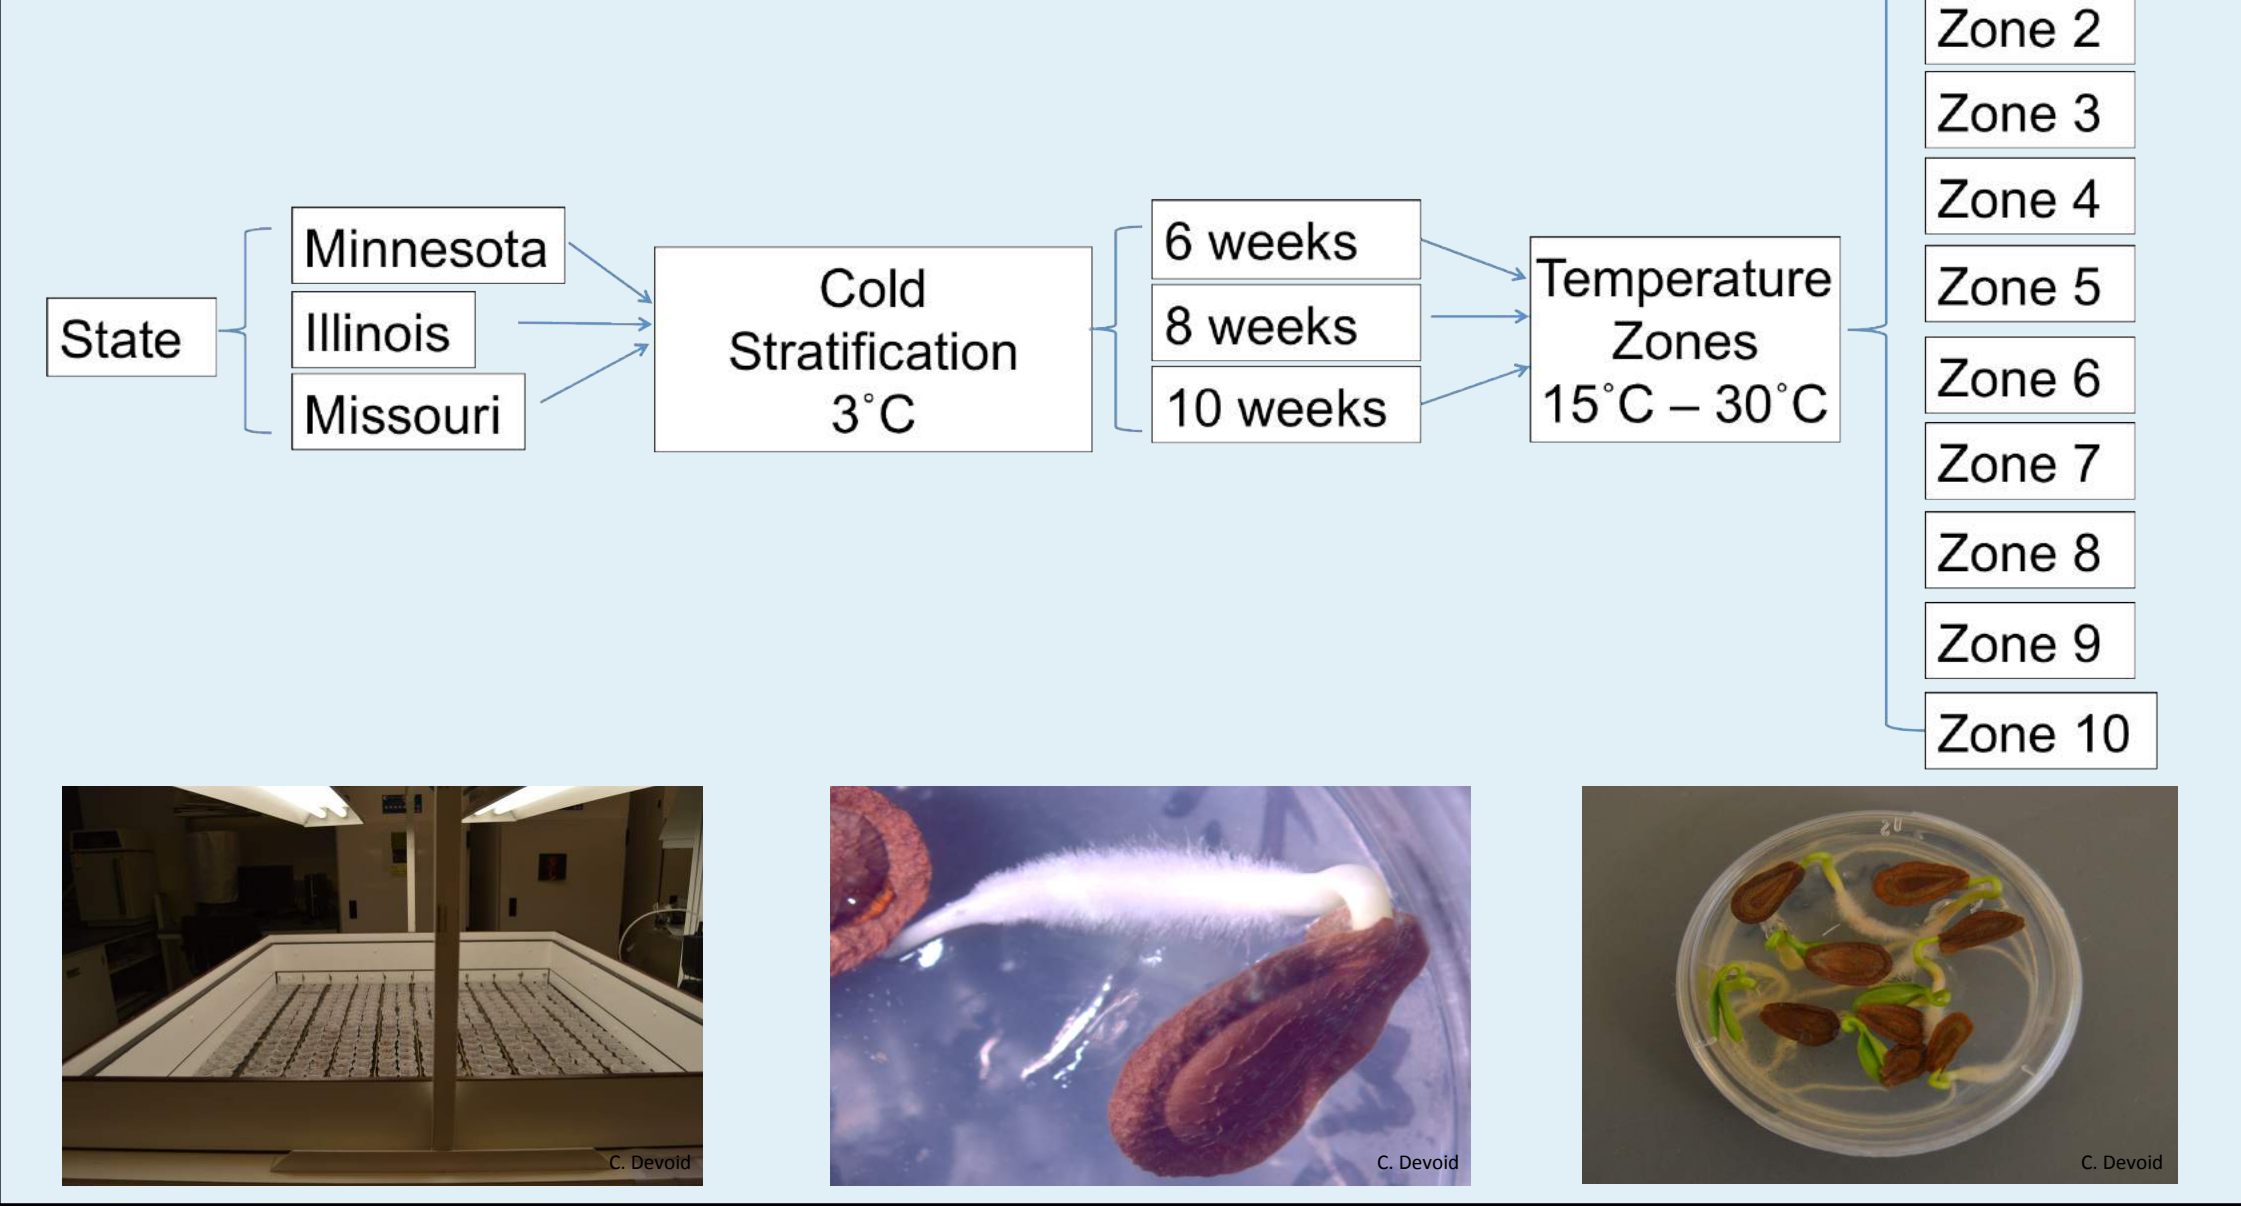 State
Minnesota
Illinois
Missouri
Cold
Stratification
3˚C
6 weeks
8 weeks
10 weeks
Temperature
Zones
15˚C – 30˚C
Zone 2
Zone 3
Zone 4
Zone 5
Zone 6
Zone 7
Zone 8
Zone 9
Zone 10
C. Devoid
C. Devoid
C. Devoid